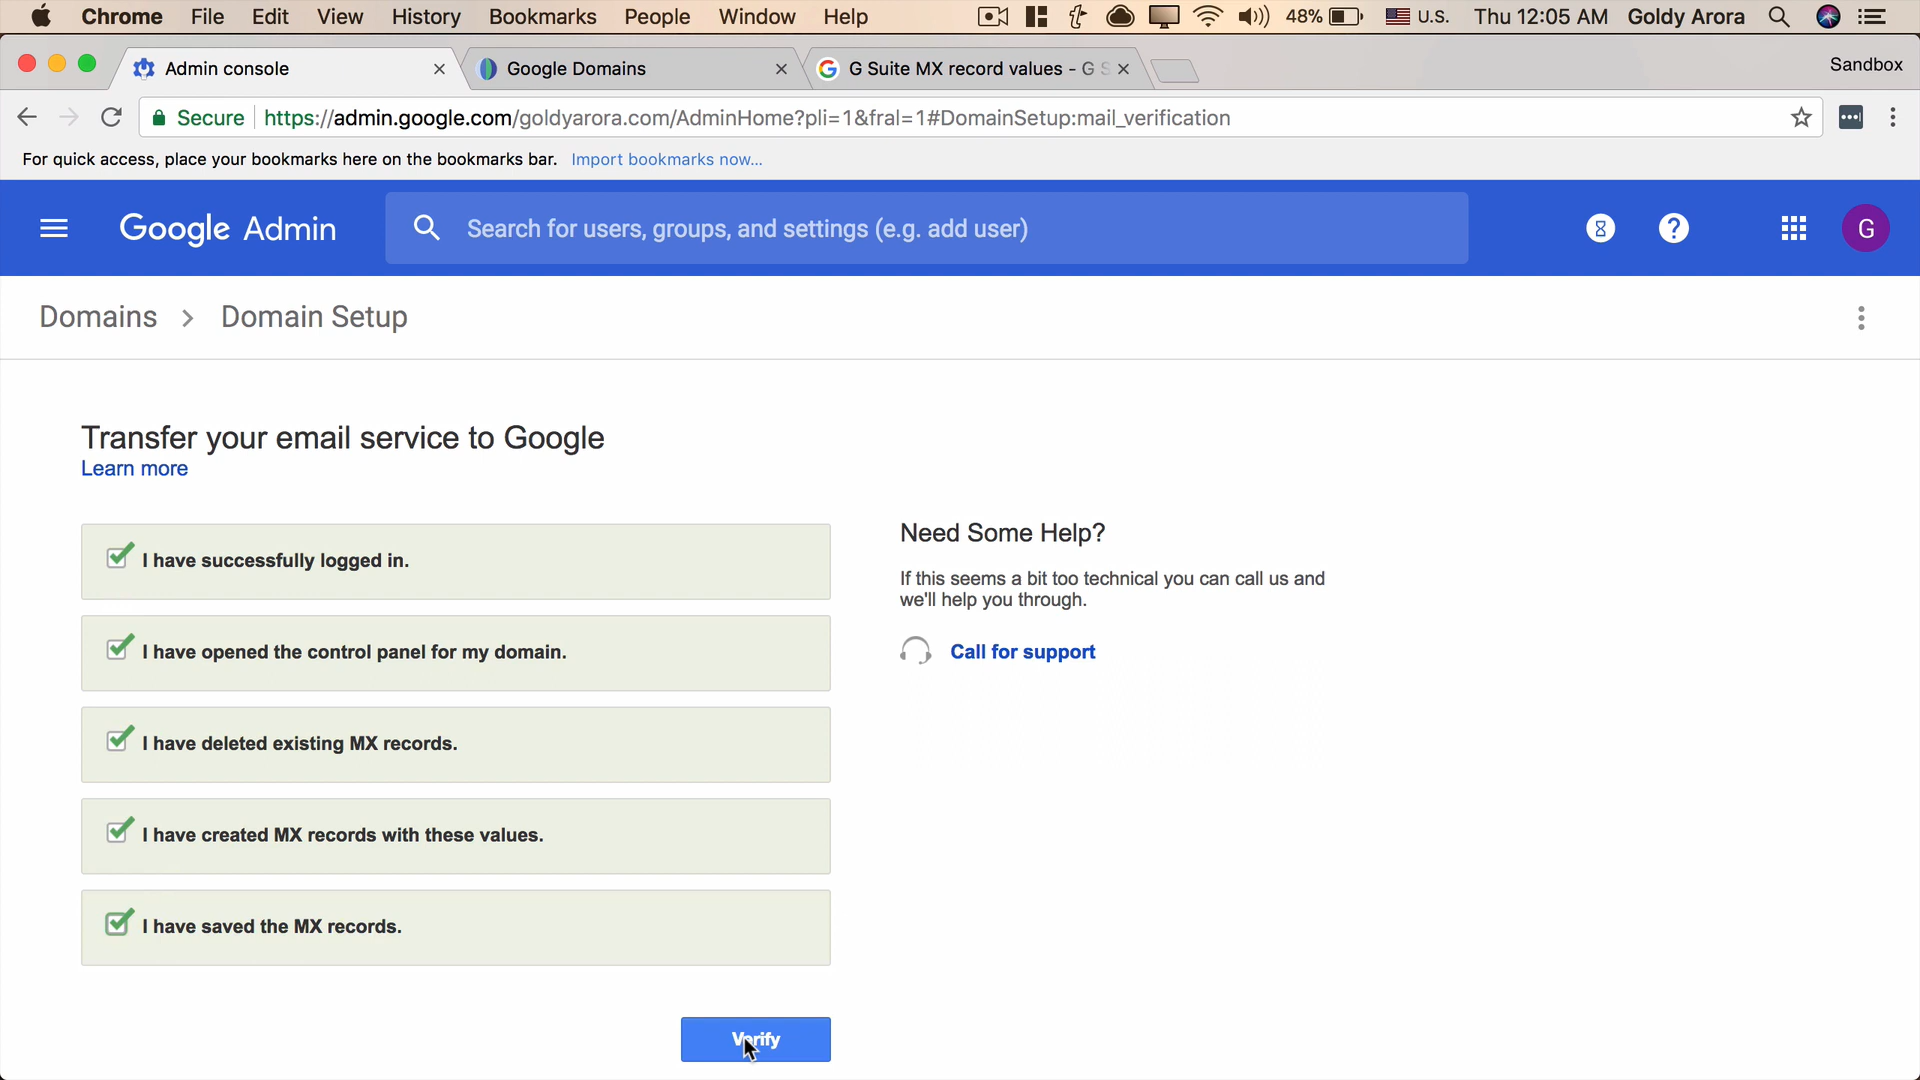 Chrome File Edit View History Bookmarks People Window Help 48% U.S. Thu 12:05 AM Goldy Arora
Admin console Google Domains G Suite MX record values - G S Sandbox
Secure https://admin.google.com/goldyarora.com/AdminHome?pli=1&fral=1#DomainSetup:mail_verification
For quick access, place your bookmarks here on the bookmarks bar. Import bookmarks now...
Google Admin Search for users, groups, and settings (e.g. add user) G
Domains > Domain Setup
Transfer your email service to Google
Learn more
I have successfully logged in.
I have opened the control panel for my domain.
I have deleted existing MX records.
I have created MX records with these values.
I have saved the MX records.
Need Some Help?
If this seems a bit too technical you can call us and
we'll help you through.
Call for support
Verify